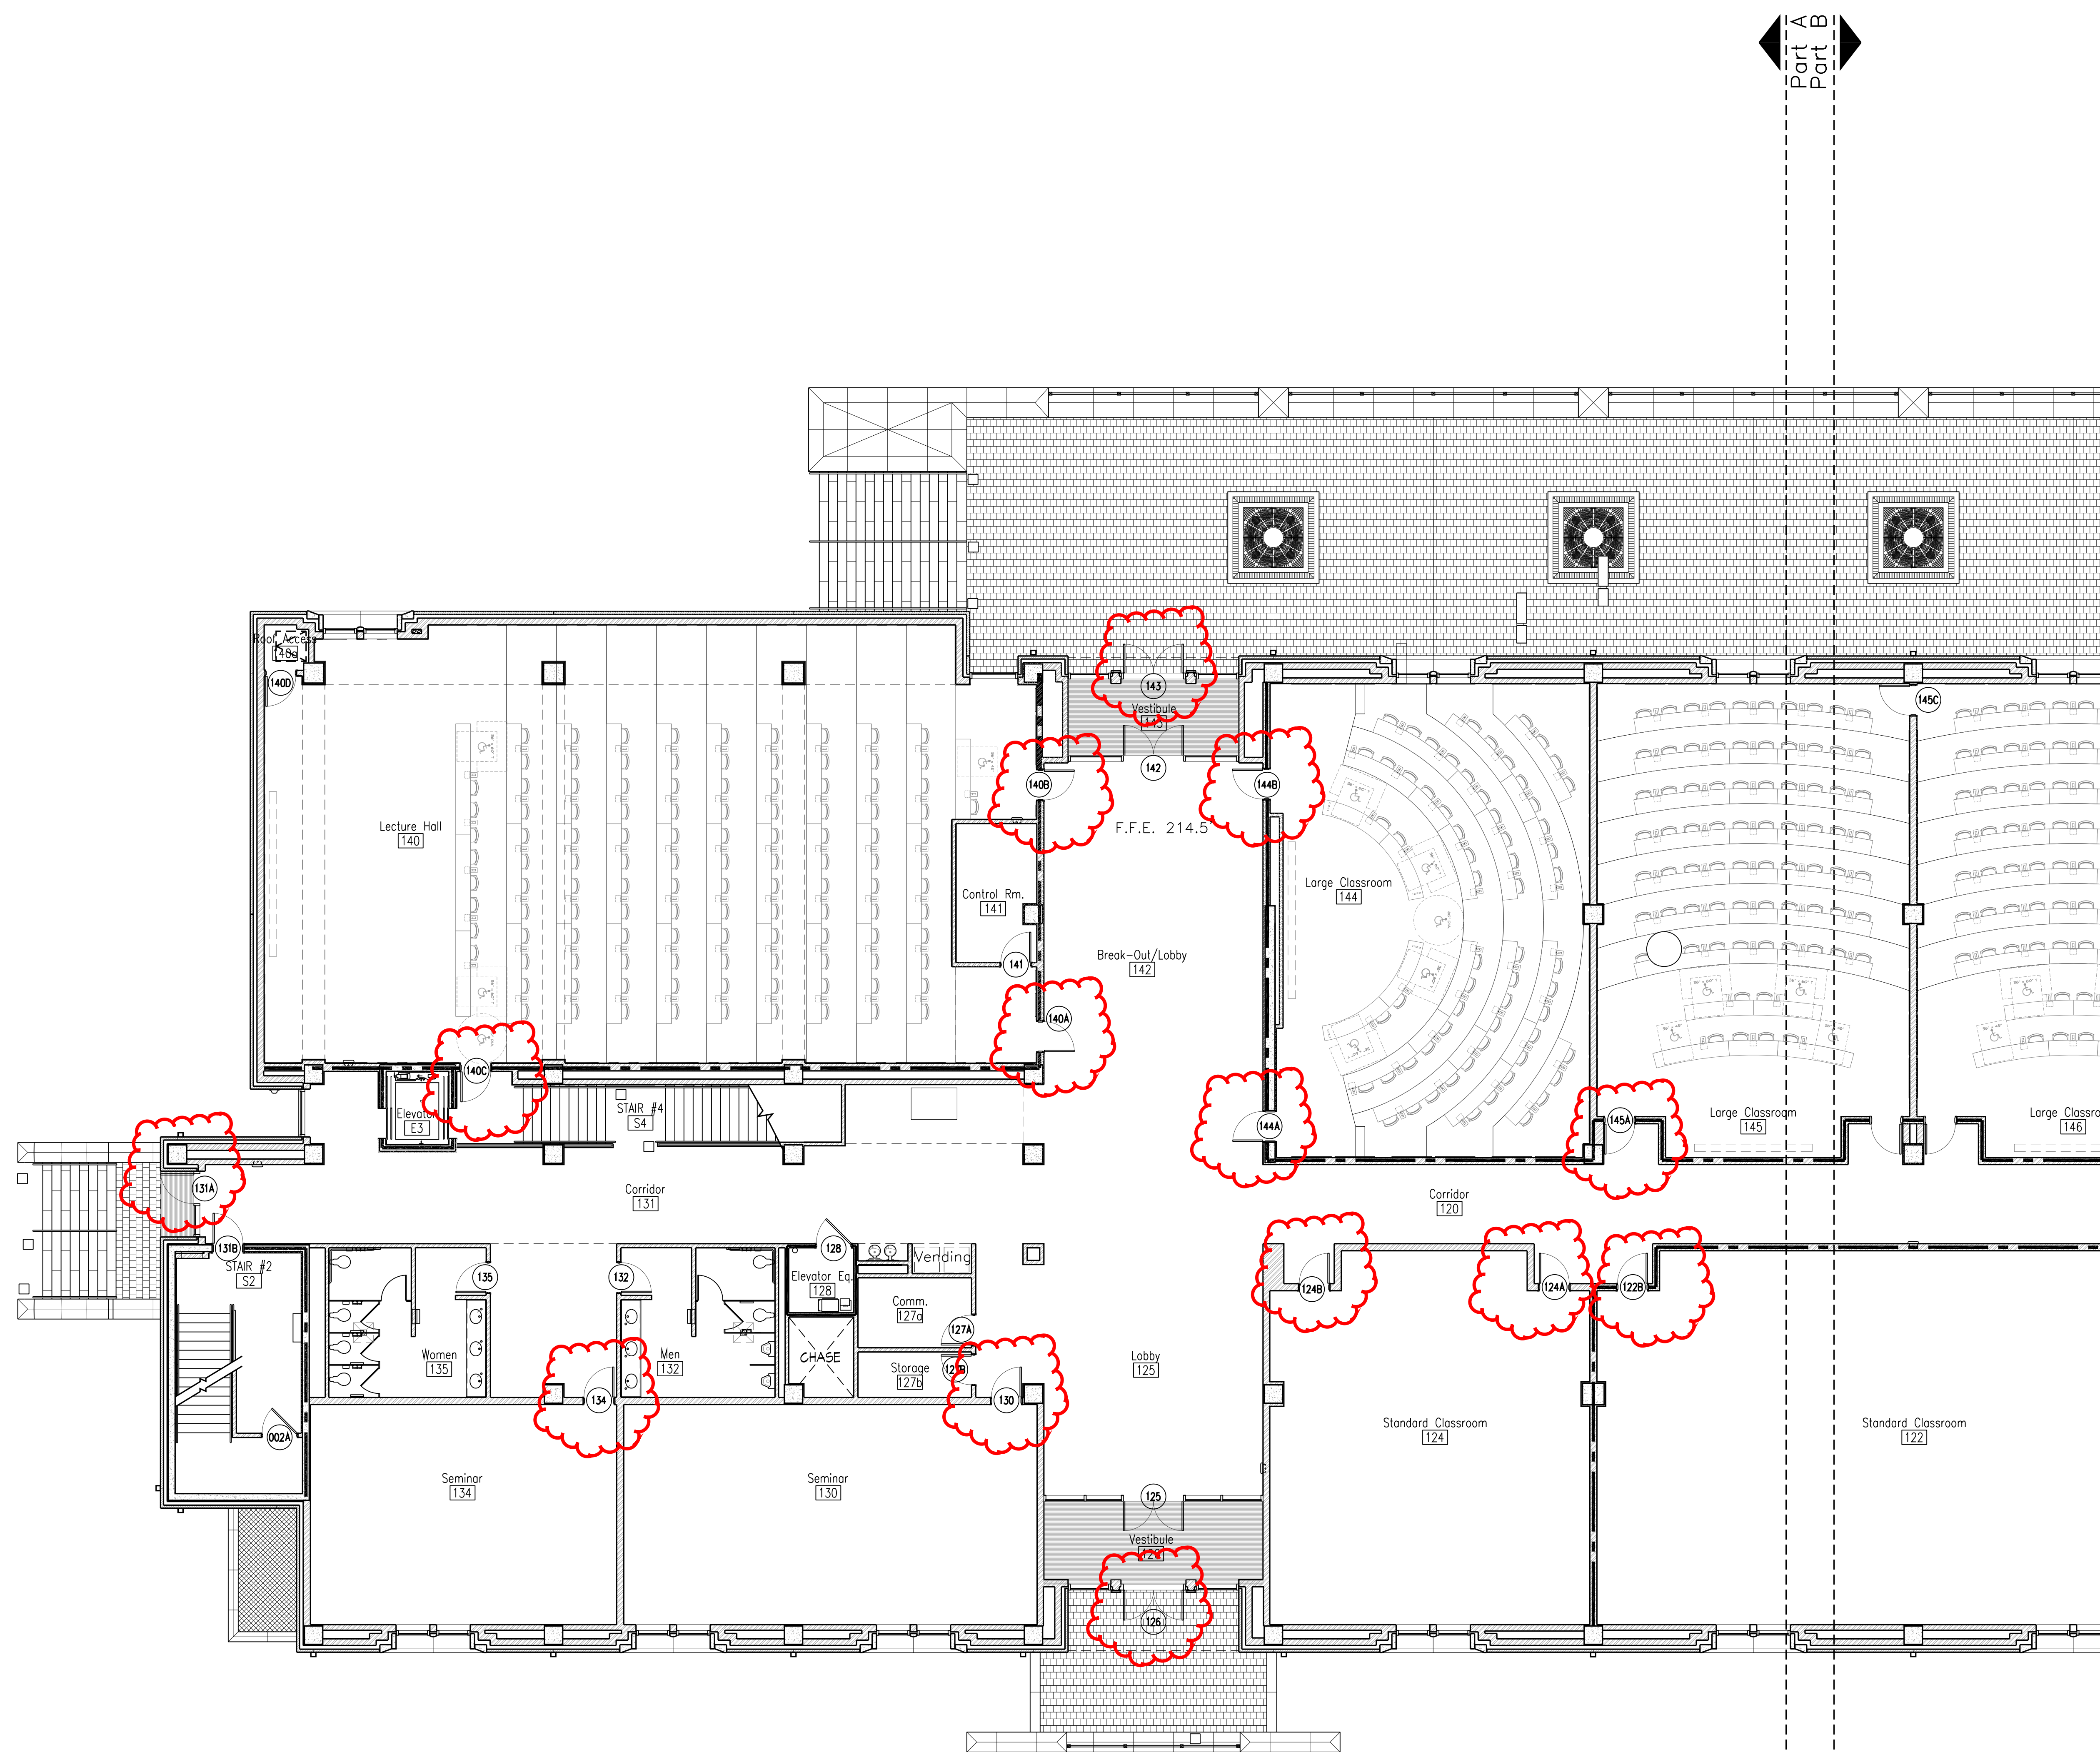 Part A
Part B
143
Vestibule
143
142
140B
144B
F.F.E. 214.5'
Roof Access
140a
140D
145C
Lecture Hall
140
Control Rm.
141
141
Large Classroom
144
Break-Out/Lobby
142
140A
140C
Elevator
E3
STAIR #4
S4
144A
145A
Large Classroom
145
Large Classro
146
131A
Corridor
131
Corridor
120
131B
STAIR #2
S2
135
132
128
Vending
Elevator Eq.
128
Comm.
127a
127A
Storage
127b
127B
CHASE
Women
135
Men
132
134
130
124B
124A
122B
Lobby
125
002A
Seminar
134
Seminar
130
Standard Classroom
124
Standard Classroom
122
125
Vestibule
126
126